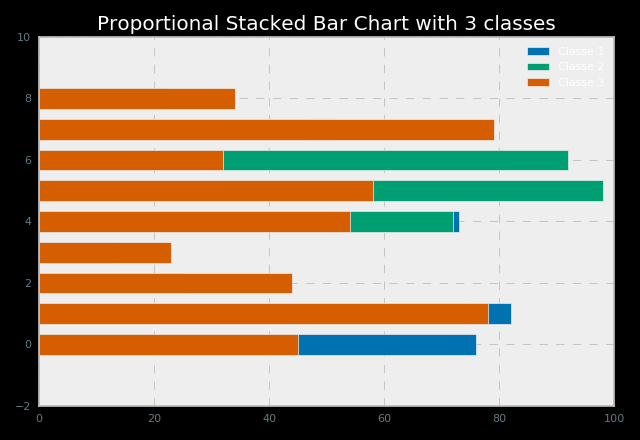 Proportional Stacked Bar Chart with 3 classes
10
8
6
4
2
0
−2
Classe 1
Classe 2
Classe 3
0 20 40 60 80 100